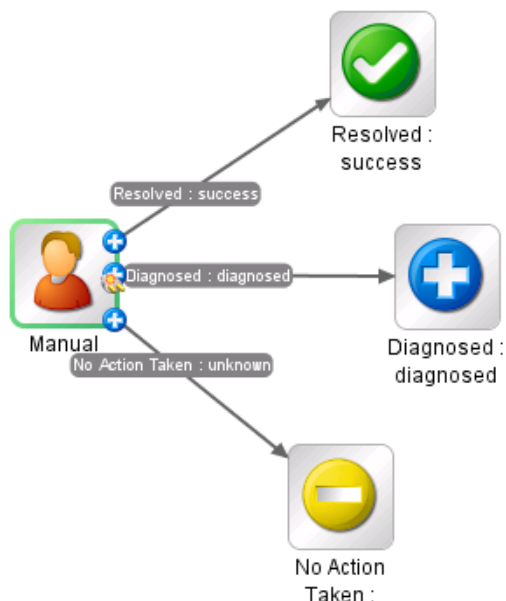 Resolved :
success
Resolved : success
Diagnosed : diagnosed
Manual
Diagnosed :
diagnosed
No Action Taken : unknown
No Action
Taken :